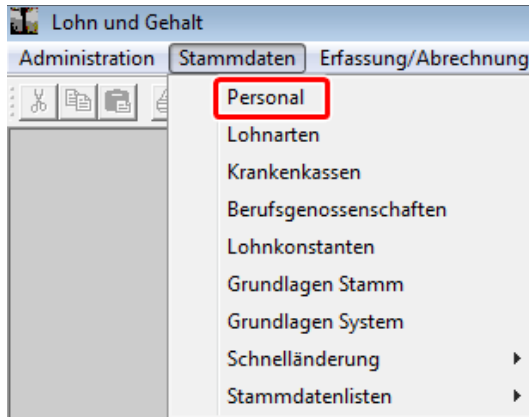 Lohn und Gehalt
Administration Stammdaten Erfassung/Abrechnung
Personal
Lohnarten
Krankenkassen
Berufsgenossenschaften
Lohnkonstanten
Grundlagen Stamm
Grundlagen System
Schnelländerung
Stammdatenlisten